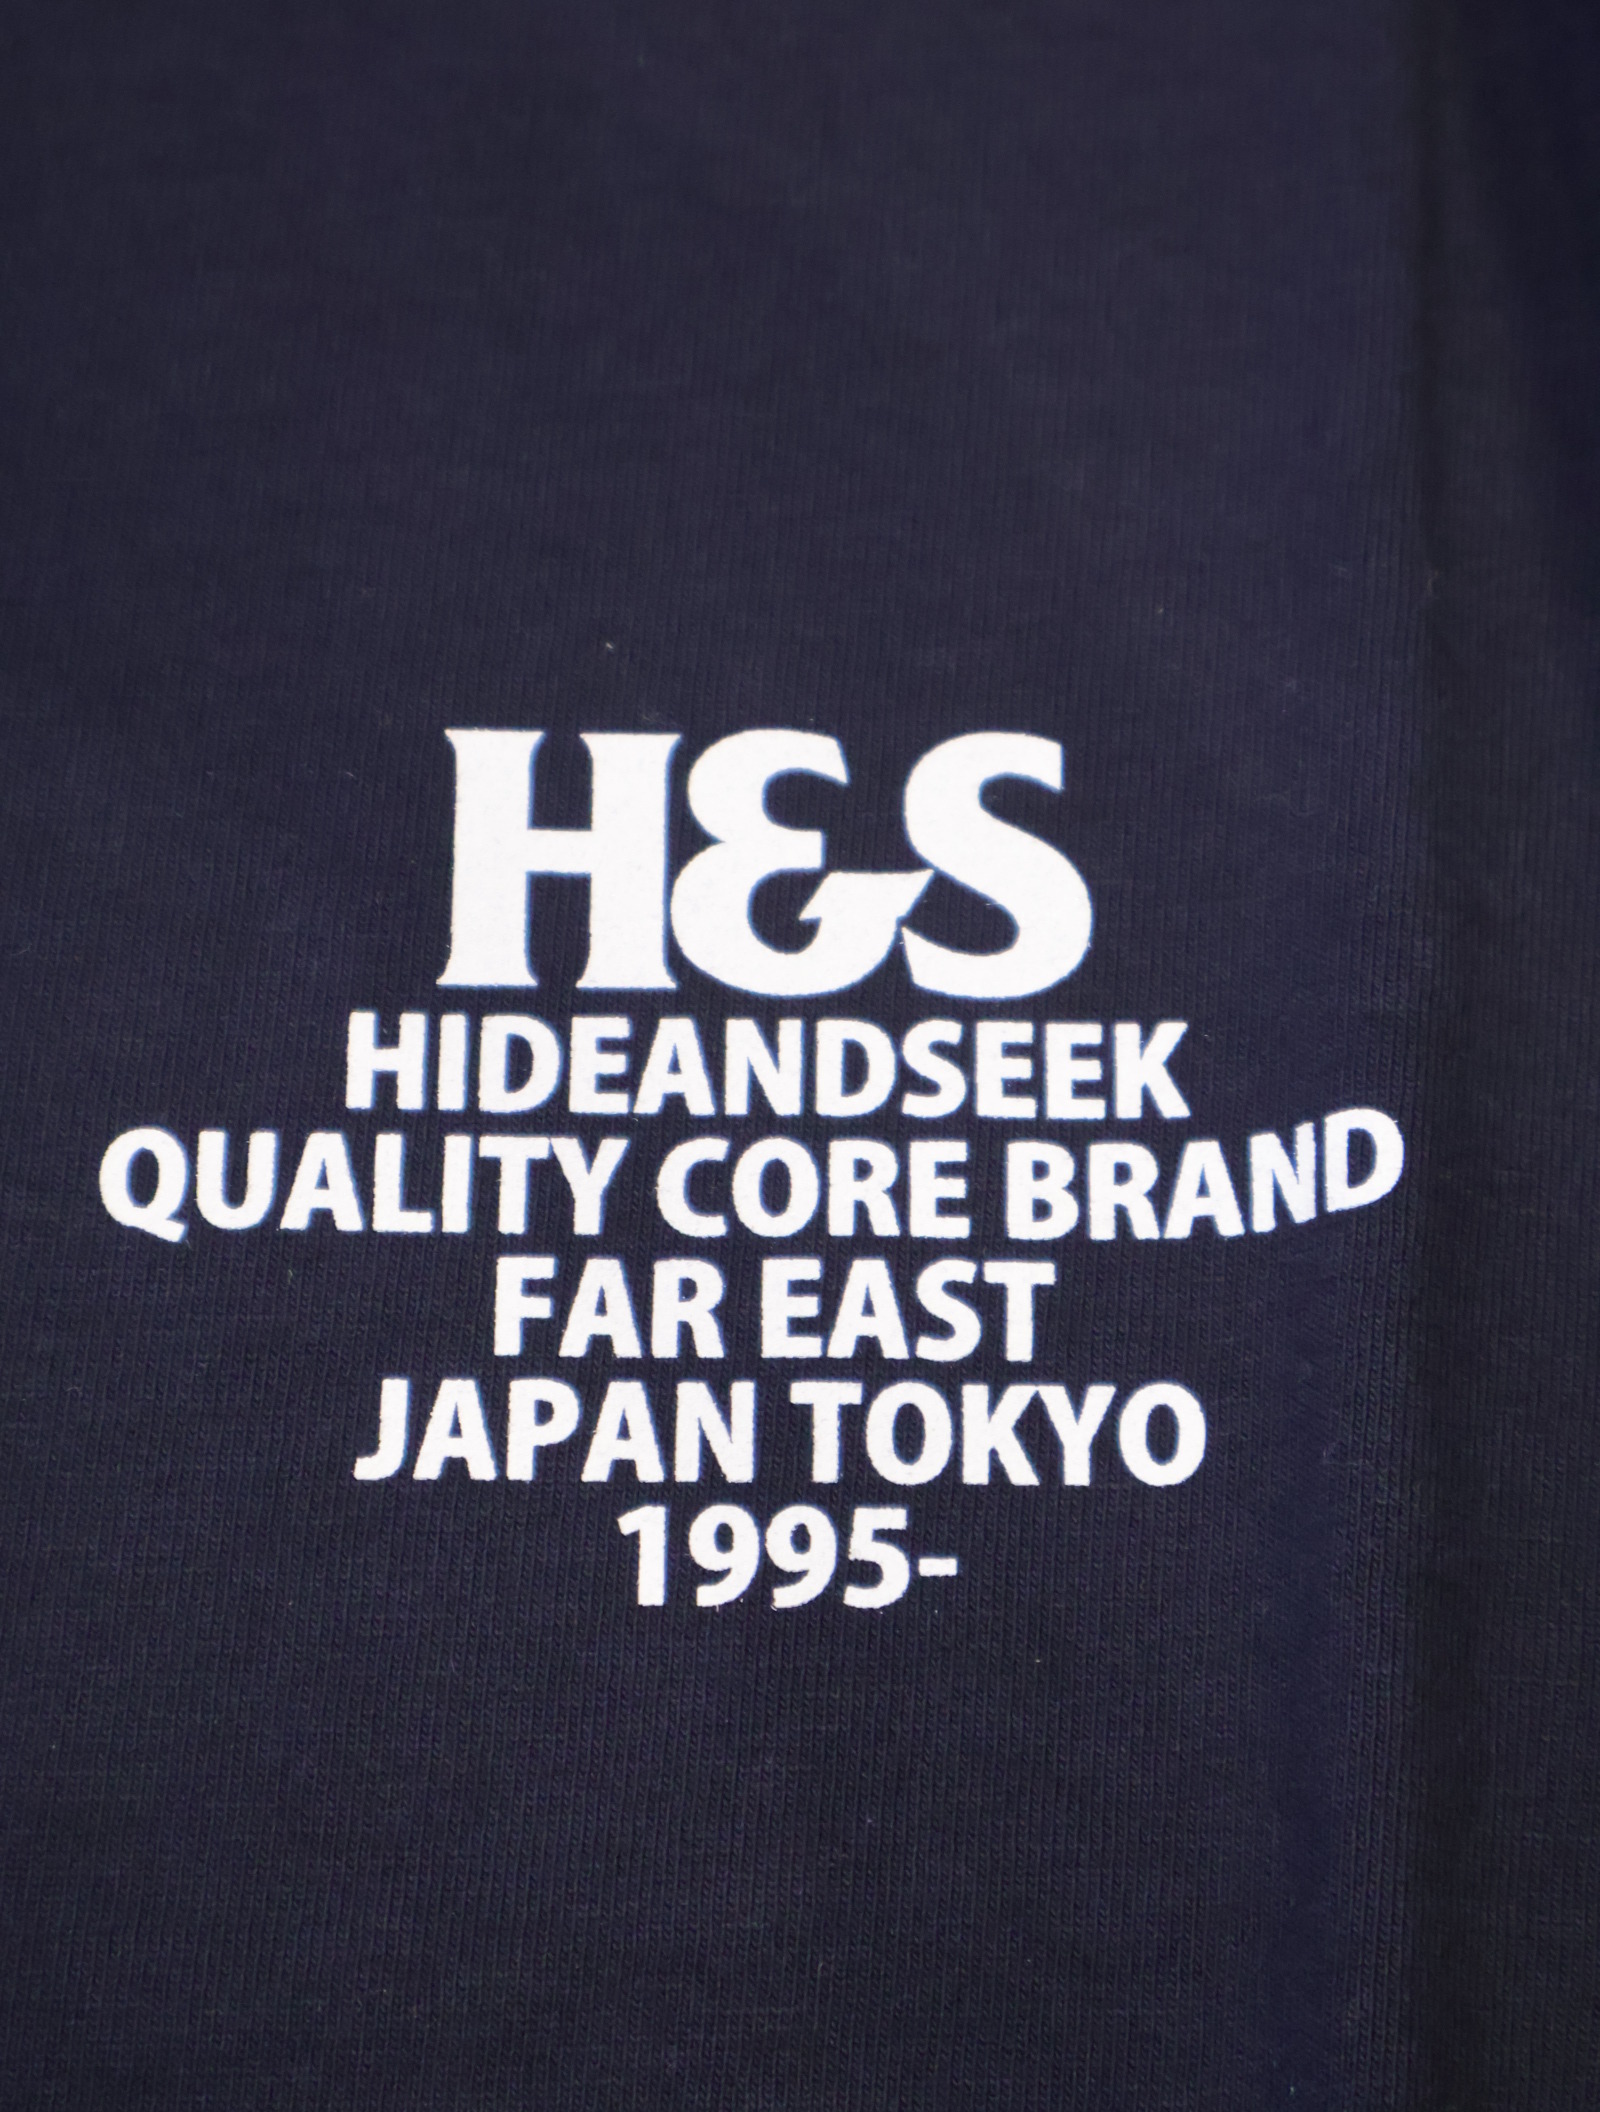 H&S
HIDEANDSEEK
QUALITY CORE BRAND
FAR EAST
JAPAN TOKYO
1995-